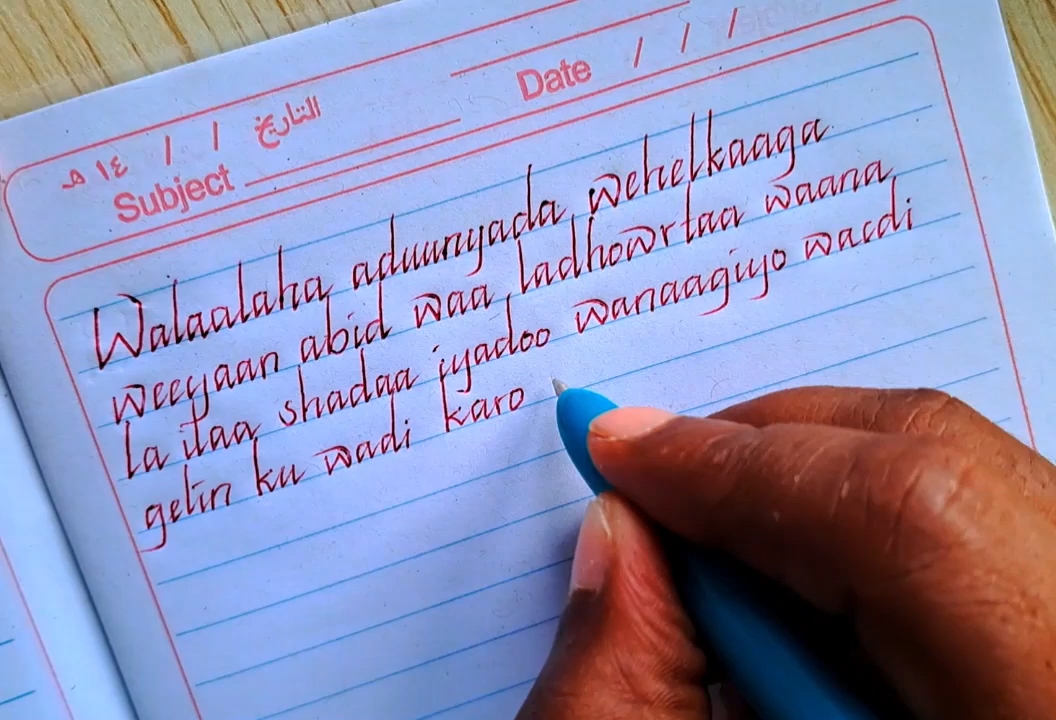 Date / / /
التاريخ / / ١٤ هـ
Subject
Walaalaha aduunyada wehelkaaga
weeyaan abid waa ladhowrtaa waana
la ilaa shadaa iyadoo wanaagiyo wacdi
gelin ku wadi karo